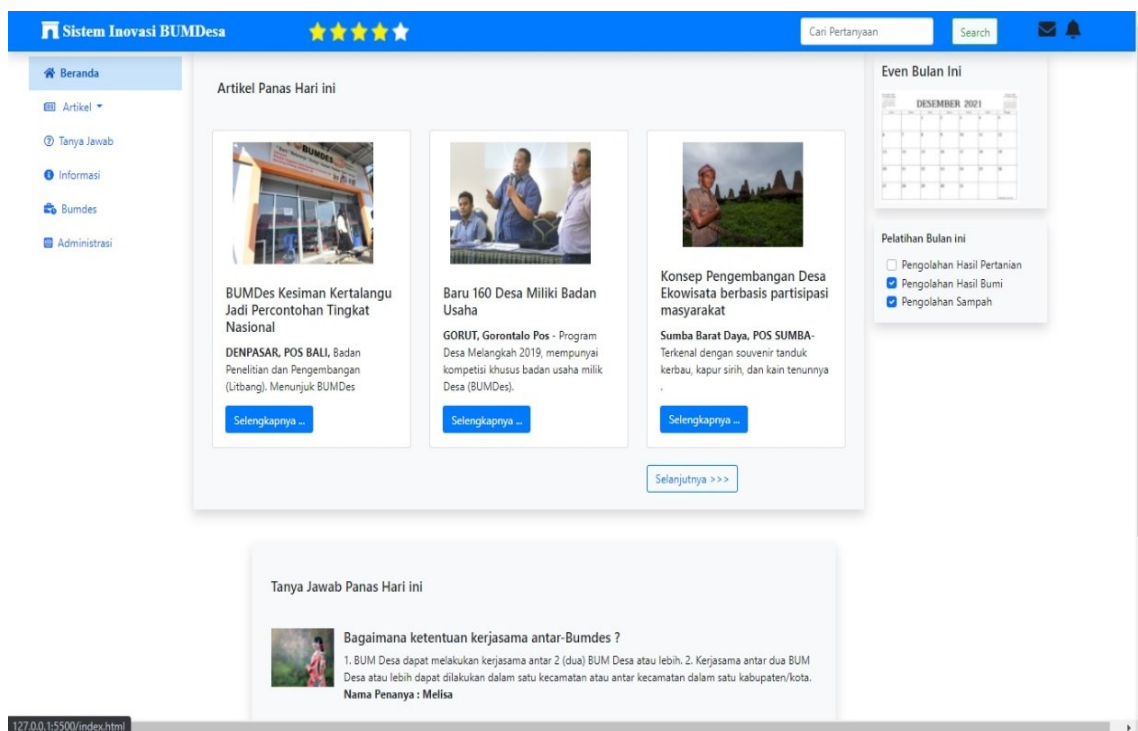 Sistem Inovasi BUMDesa
Cari Pertanyaan
Search
Beranda
Artikel
Tanya Jawab
Informasi
Bumdes
Administrasi
Artikel Panas Hari ini
BUMDES
BUMDes Kesiman Kertalangu
Jadi Percontohan Tingkat
Nasional
DENPASAR, POS BALI, Badan
Penelitian dan Pengembangan
(Litbang). Menunjuk BUMDes
Selengkapnya ...
Baru 160 Desa Miliki Badan
Usaha
GORUT, Gorontalo Pos - Program
Desa Melangkah 2019, mempunyai
kompetisi khusus badan usaha milik
Desa (BUMDes).
Selengkapnya ...
Konsep Pengembangan Desa
Ekowisata berbasis partisipasi
masyarakat
Sumba Barat Daya, POS SUMBA-
Terkenal dengan souvenir tanduk
kerbau, kapur sirih, dan kain tenunnya
.
Selengkapnya ...
Selanjutnya >>>
Even Bulan Ini
DESEMBER 2021
Pelatihan Bulan ini
Pengolahan Hasil Pertanian
Pengolahan Hasil Bumi
Pengolahan Sampah
Tanya Jawab Panas Hari ini
Bagaimana ketentuan kerjasama antar-Bumdes ?
1. BUM Desa dapat melakukan kerjasama antar 2 (dua) BUM Desa atau lebih. 2. Kerjasama antar dua BUM
Desa atau lebih dapat dilakukan dalam satu kecamatan atau antar kecamatan dalam satu kabupaten/kota.
Nama Penanya : Melisa
127.0.0.1:5500/index.html